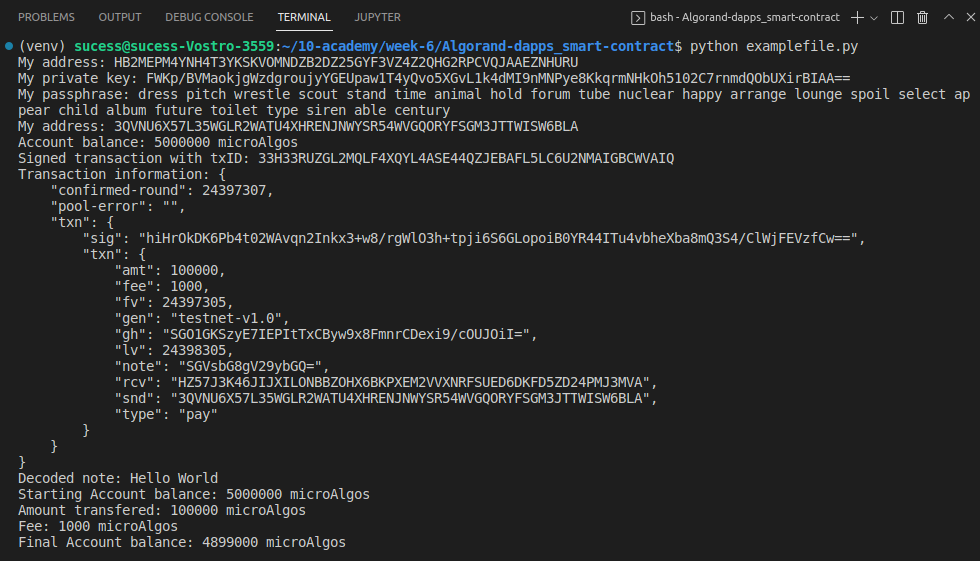 PROBLEMS OUTPUT DEBUG CONSOLE TERMINAL JUPYTER bash - Algorand-dapps_smart-contract
(venv) sucess@sucess-Vostro-3559:~/10-academy/week-6/Algorand-dapps_smart-contract$ python examplefile.py
My address: HB2MEPM4YNH4T3YKSKVOMNDZB2DZ25GYF3VZ4Z2QHG2RPCVQJAAEZNHURU
My private key: FWKp/BVMaokjgWzdgroujyYGEUpaw1T4yQvo5XGvL1k4dMI9nMNPye8KkqrmNHkOh5102C7rnmdQObUXirBIAA==
My passphrase: dress pitch wrestle scout stand time animal hold forum tube nuclear happy arrange lounge spoil select ap
pear child album future toilet type siren able century
My address: 3QVNU6X57L35WGLR2WATU4XHRENJNWYSR54WVGQORYFSGM3JTTWISW6BLA
Account balance: 5000000 microAlgos
Signed transaction with txID: 33H33RUZGL2MQLF4XQYL4ASE44QZJEBAFL5LC6U2NMAIGBCWVAIQ
Transaction information: {
    "confirmed-round": 24397307,
    "pool-error": "",
    "txn": {
        "sig": "hiHrOkDK6Pb4t02WAvqn2Inkx3+w8/rgWlO3h+tpji6S6GLopoiB0YR44ITu4vbheXba8mQ3S4/ClWjFEVzfCw==",
        "txn": {
            "amt": 100000,
            "fee": 1000,
            "fv": 24397305,
            "gen": "testnet-v1.0",
            "gh": "SGO1GKSzyE7IEPItTxCByw9x8FmnrCDexi9/cOUJOiI=",
            "lv": 24398305,
            "note": "SGVsbG8gV29ybGQ=",
            "rcv": "HZ57J3K46JIJXILONBBZOHX6BKPXEM2VVXNRFSUED6DKFD5ZD24PMJ3MVA",
            "snd": "3QVNU6X57L35WGLR2WATU4XHRENJNWYSR54WVGQORYFSGM3JTTWISW6BLA",
            "type": "pay"
        }
    }
}
Decoded note: Hello World
Starting Account balance: 5000000 microAlgos
Amount transfered: 100000 microAlgos
Fee: 1000 microAlgos
Final Account balance: 4899000 microAlgos